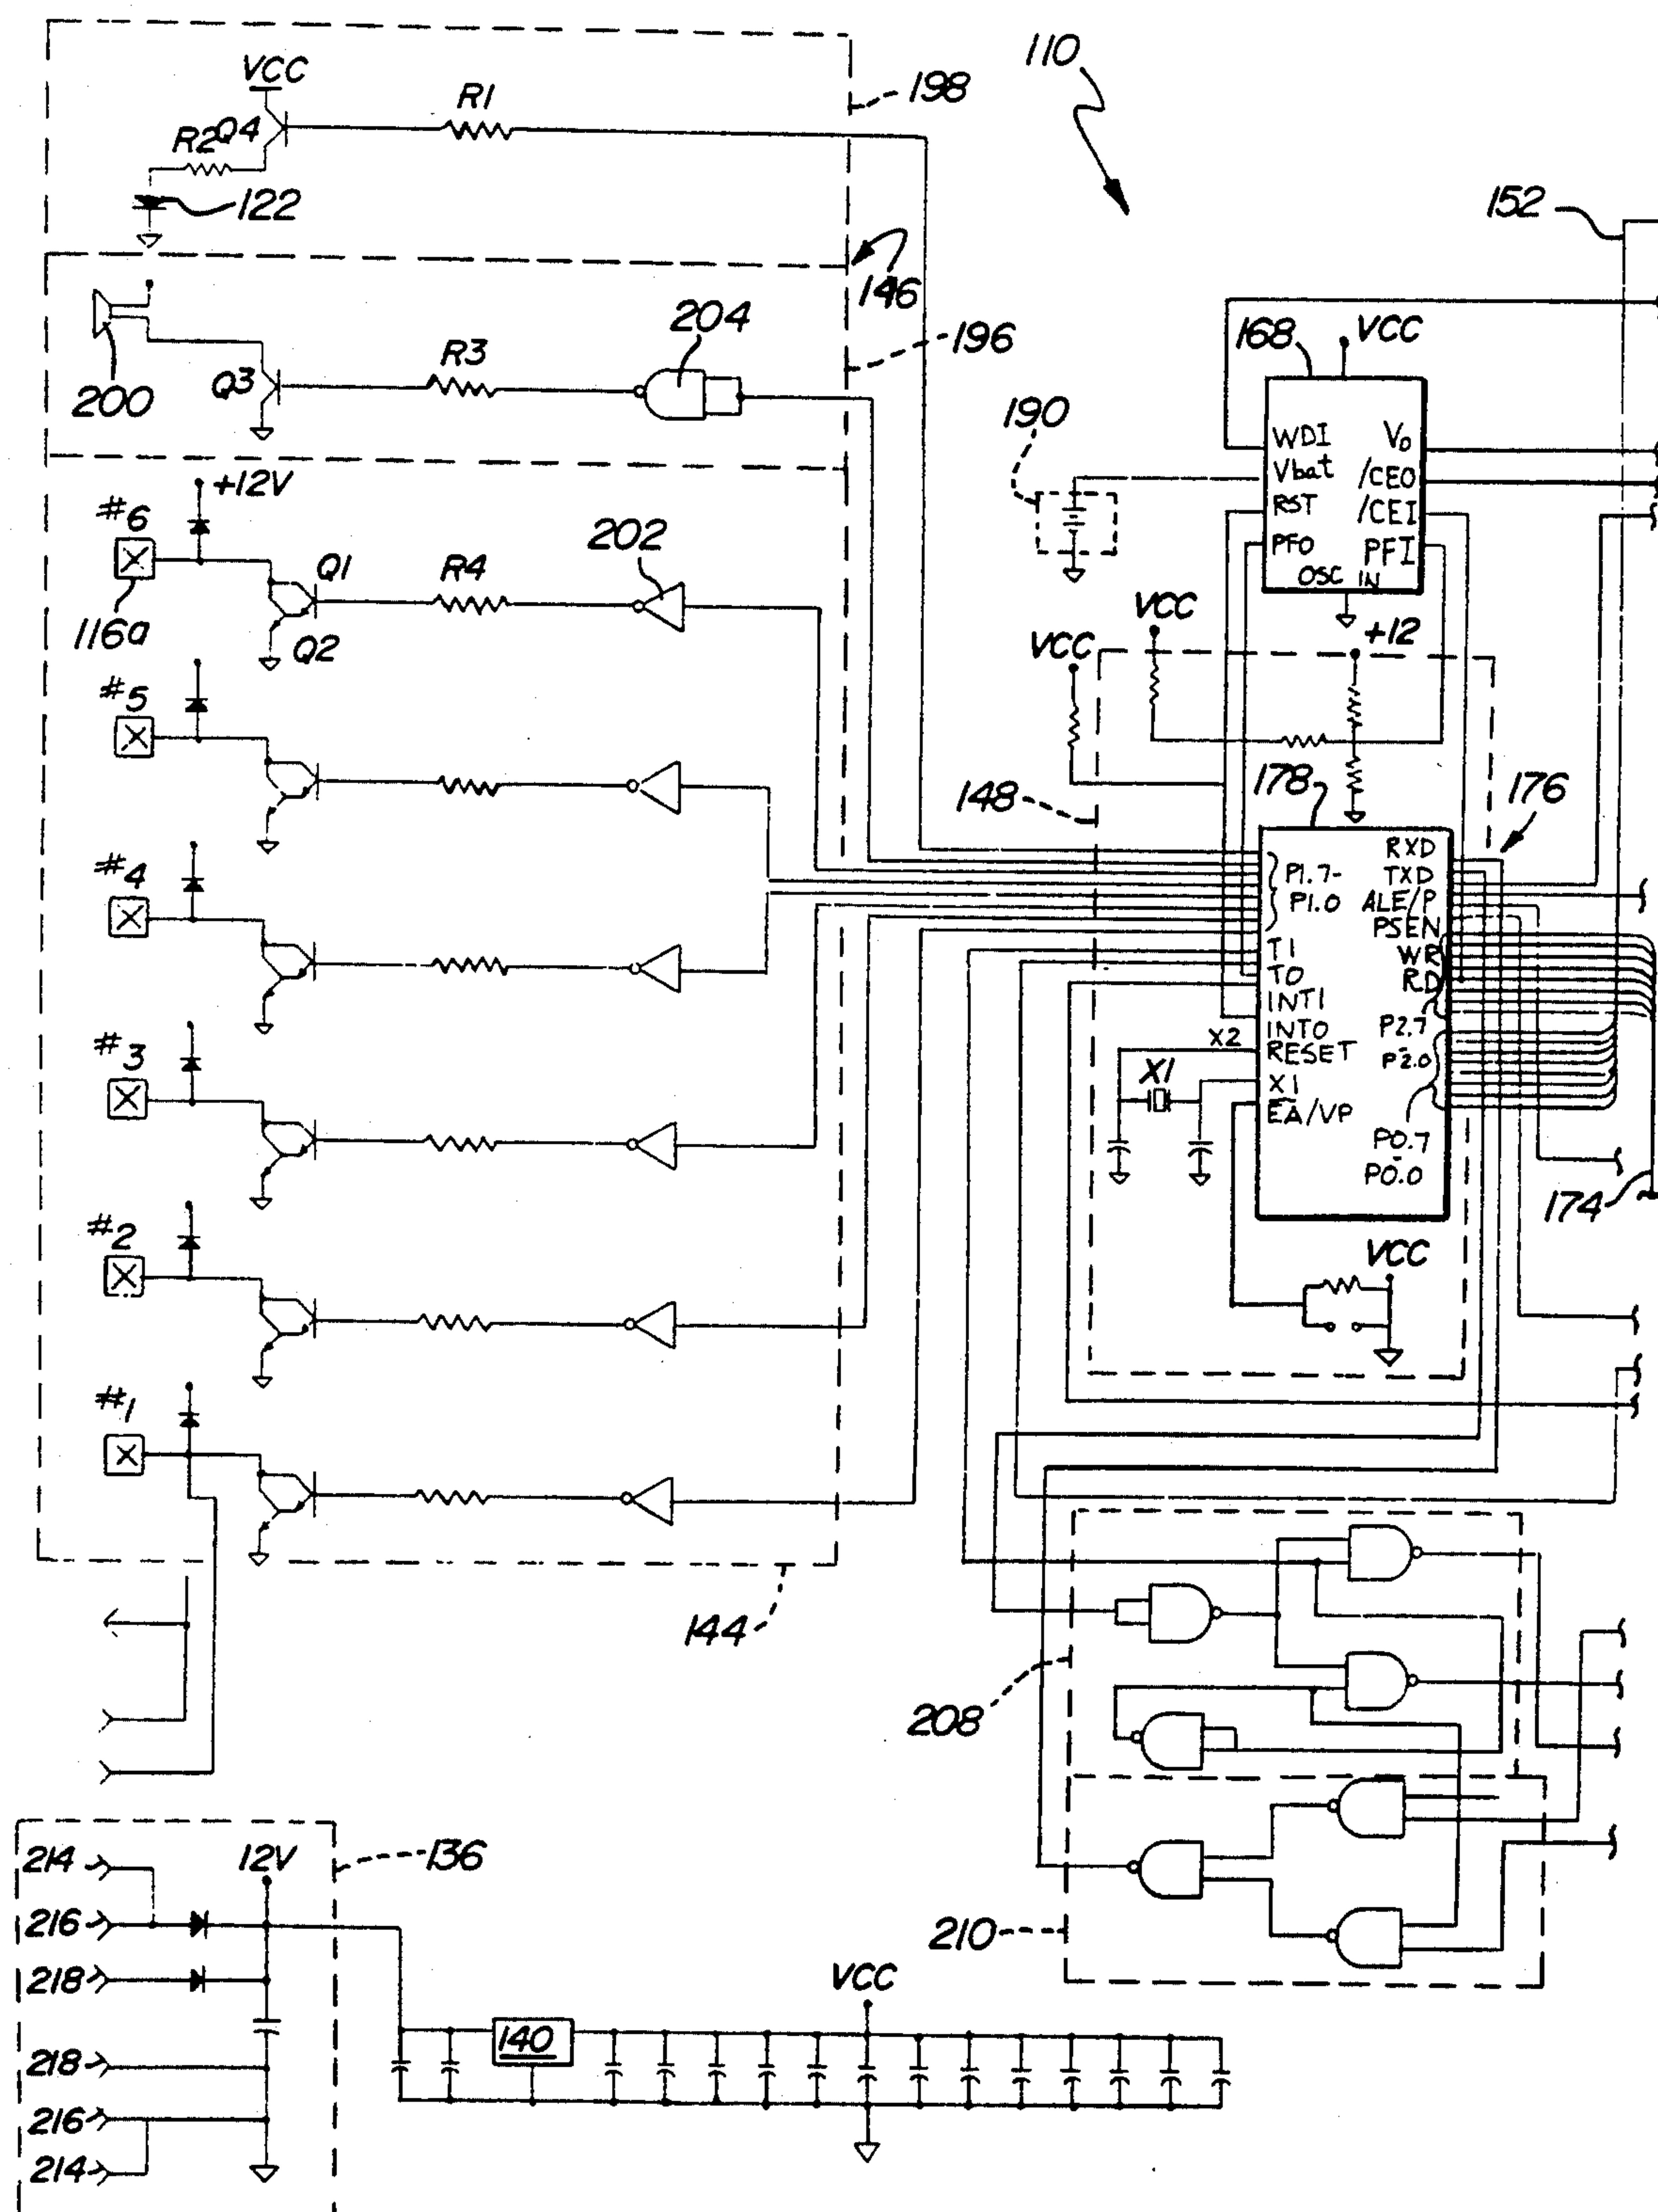 110
VCC
198
R1
R2
Q4
122
152
146
204
196
168
VCC
200
Q3
R3
190
WDI
Vbat
RST
PFO
OSC IN
Vo
/CEO
/CEI
PFI
+12V
#6
116a
Q1
Q2
R4
202
VCC
VCC
+12
#5
148
178
176
#4
P1.7-
P1.0
T1
T0
INT1
INT0
X2
RESET
X1
X1
EA/VP
RXD
TXD
ALE/P
PSEN
WR
RD
P2.7
-
P2.0
P0.7
-
P0.0
174
VCC
#3
#2
#1
144
208
210
136
214
12V
216
218
218
216
214
140
VCC